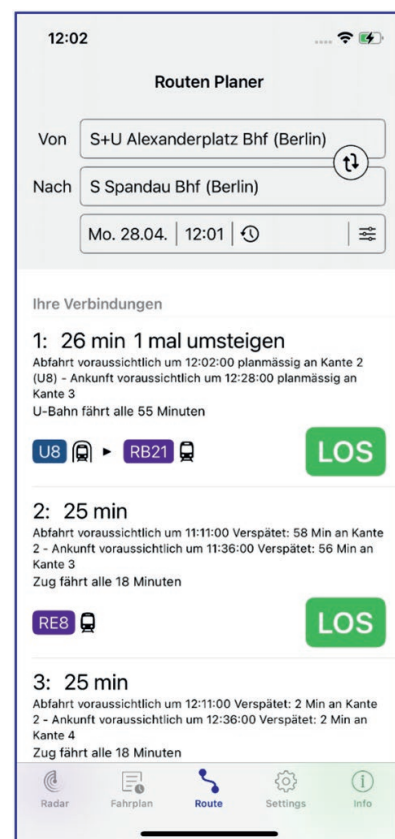 12:02
Routen Planer
Von S+U Alexanderplatz Bhf (Berlin)
Nach S Spandau Bhf (Berlin)
Mo. 28.04. | 12:01
Ihre Verbindungen
1: 26 min 1 mal umsteigen
Abfahrt voraussichtlich um 12:02:00 planmässig an Kante 2
(U8) - Ankunft voraussichtlich um 12:28:00 planmässig an
Kante 3
U-Bahn fährt alle 55 Minuten
U8 RB21 LOS
2: 25 min
Abfahrt voraussichtlich um 11:11:00 Verspätet: 58 Min an Kante
2 - Ankunft voraussichtlich um 11:36:00 Verspätet: 56 Min an
Kante 3
Zug fährt alle 18 Minuten
RE8 LOS
3: 25 min
Abfahrt voraussichtlich um 12:11:00 Verspätet: 2 Min an Kante
2 - Ankunft voraussichtlich um 12:36:00 Verspätet: 2 Min an
Kante 4
Zug fährt alle 18 Minuten
Radar Fahrplan Route Settings Info